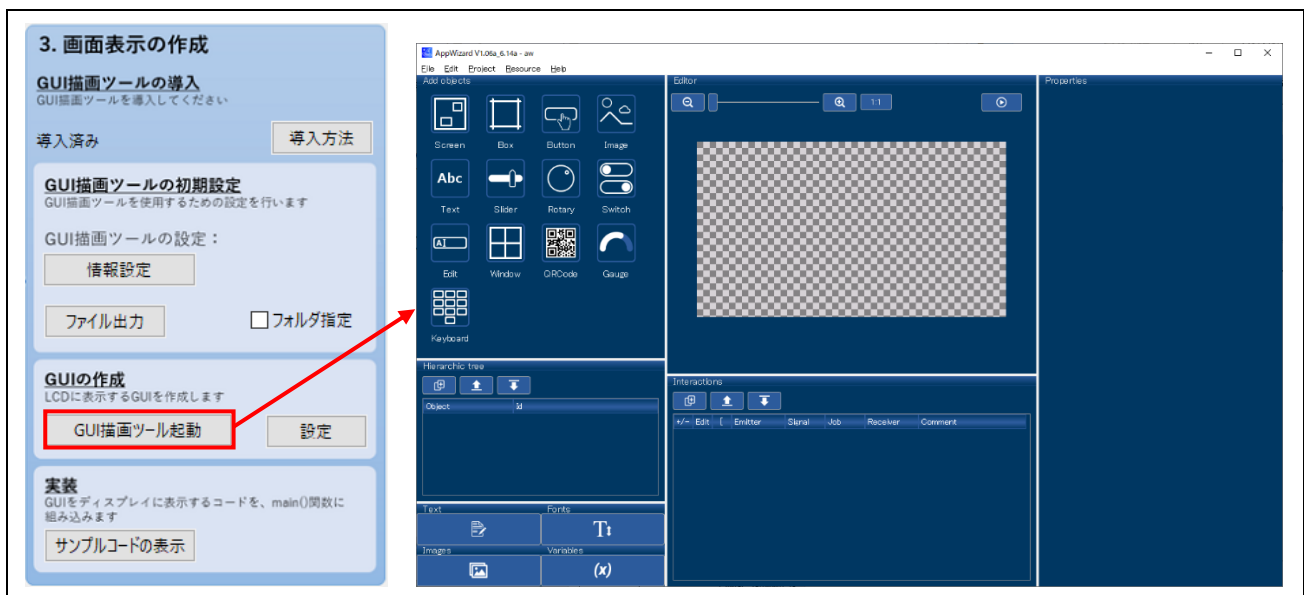 3. 画面表示の作成
GUI描画ツールの導入
GUI描画ツールを導入してください
導入済み
導入方法
GUI描画ツールの初期設定
GUI描画ツールを使用するための設定を行います
GUI描画ツールの設定：
情報設定
ファイル出力
フォルダ指定
GUIの作成
LCDに表示するGUIを作成します
GUI描画ツール起動
設定
実装
GUIをディスプレイに表示するコードを、main()関数に
組み込みます
サンプルコードの表示
AppWizard V1.06a_6.14a - aw
File Edit Project Resource Help
Add objects
Screen Box Button Image
Abc
Text Slider Rotary Switch
Edit Window QRCode Gauge
Keyboard
Hierarchic tree
Object Id
Text Fonts
Images Variables
(x)
Editor
1:1
Interactions
+/- Edit [ Emitter Signal Job Receiver Comment
Properties